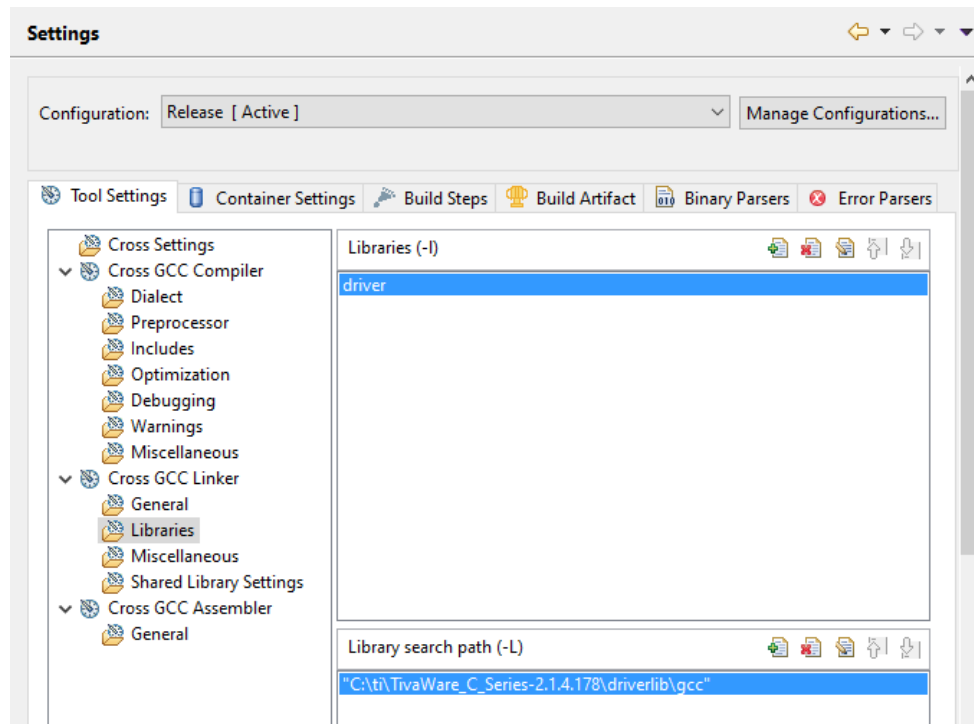 Settings
Configuration: Release [ Active ] Manage Configurations...
Tool Settings Container Settings Build Steps Build Artifact Binary Parsers Error Parsers
Cross Settings
Cross GCC Compiler
Dialect
Preprocessor
Includes
Optimization
Debugging
Warnings
Miscellaneous
Cross GCC Linker
General
Libraries
Miscellaneous
Shared Library Settings
Cross GCC Assembler
General
Libraries (-l)
driver
Library search path (-L)
"C:\ti\TivaWare_C_Series-2.1.4.178\driverlib\gcc"